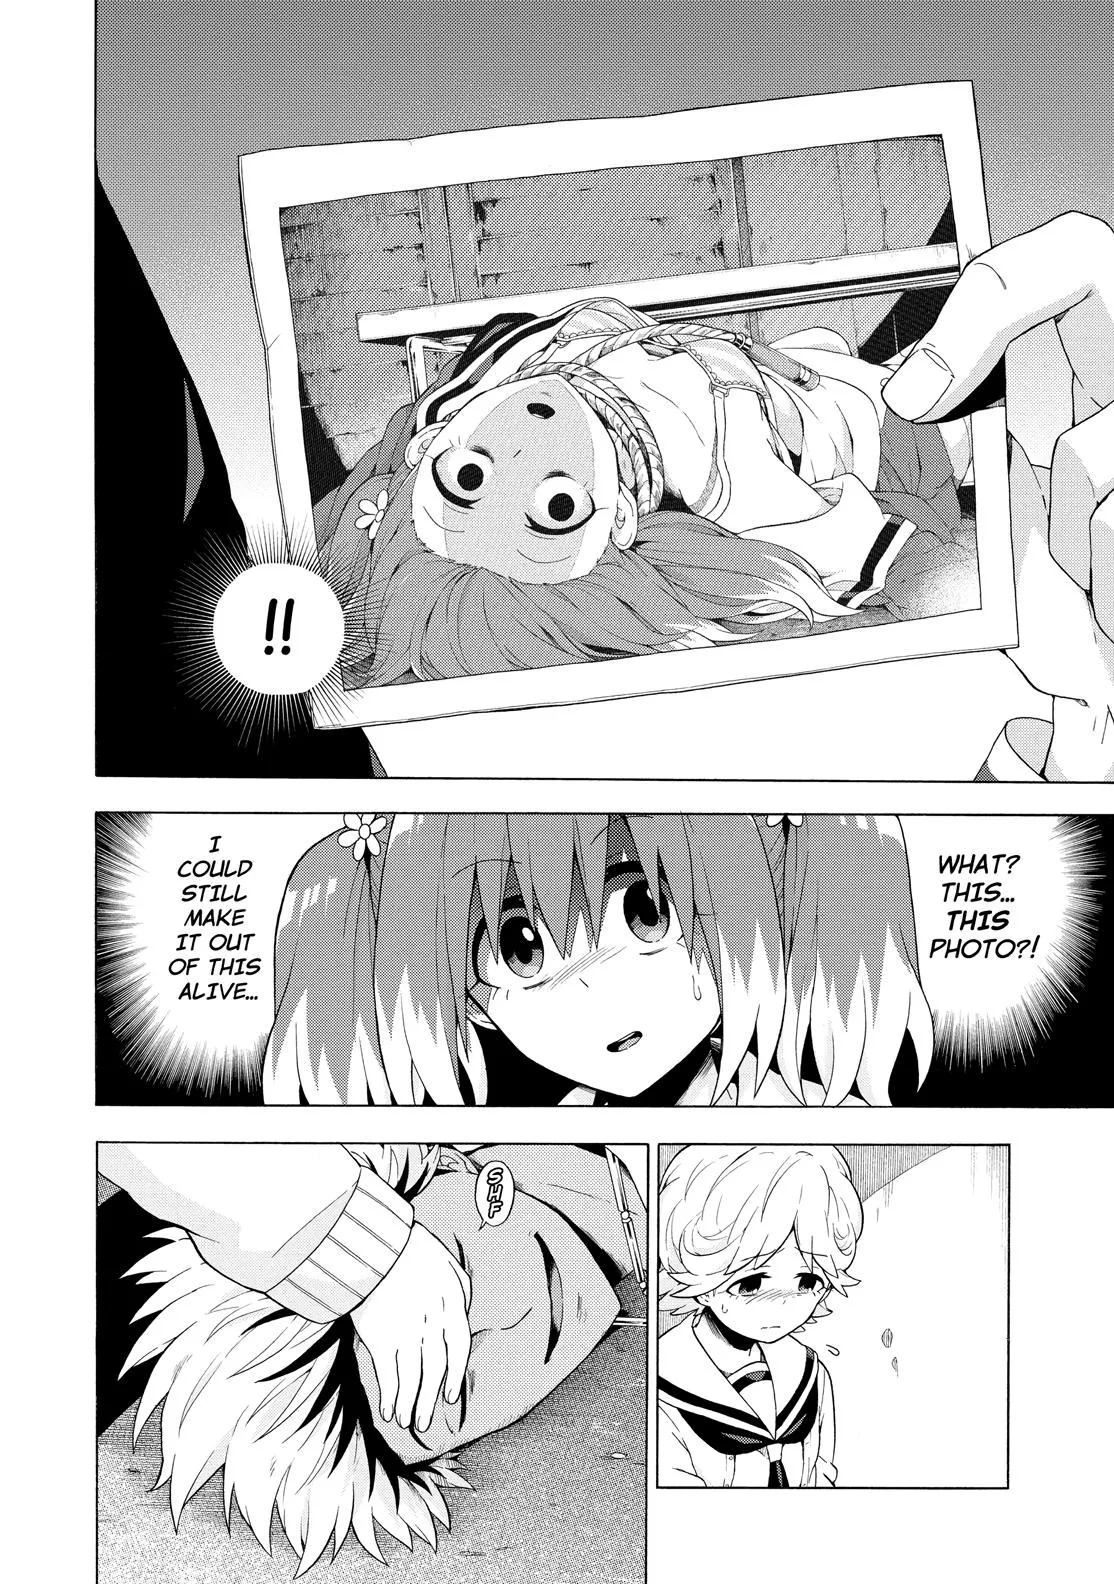 !!
WHAT?
THIS...
THIS
PHOTO?!
I
COULD
STILL
MAKE
IT OUT
OF THIS
ALIVE...
SHF